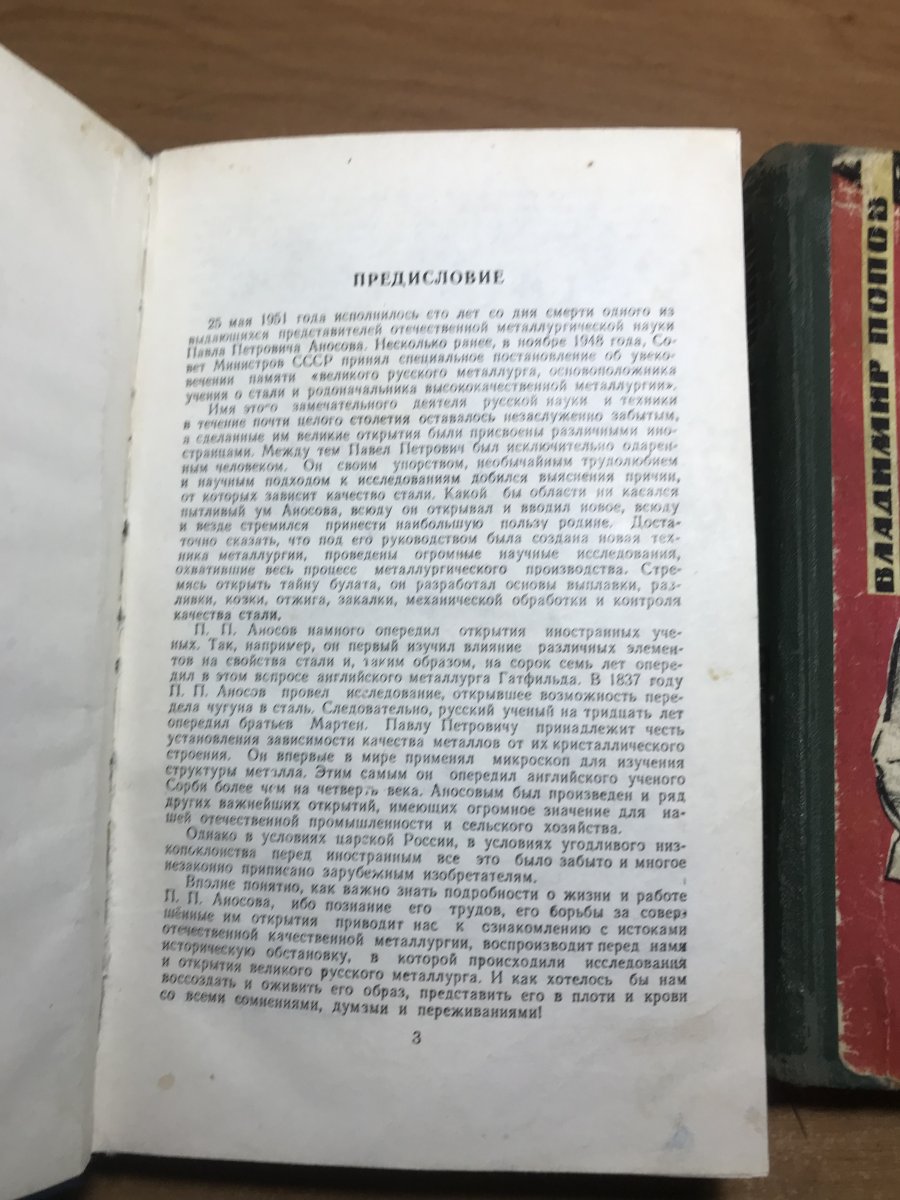 ПРЕДИСЛОВИЕ
25 мая 1951 года исполнилось сто лет со дня смерти одного из
выдающихся представителей отечественной металлургической науки
Павла Петровича Аносова. Несколько ранее, в ноябре 1948 года, Со-
вет Министров СССР принял специальное постановление об увеко-
вечении памяти «великого русского металлурга, основоположника
учения о стали и родоначальника высококачественной металлургии».
Имя этого замечательного деятеля русской науки и техники
в течение почти целого столетия оставалось незаслуженно забытым,
а сделанные им великие открытия были присвоены различными ино-
странцами. Между тем Павел Петрович был исключительно одарен-
ным человеком. Он своим упорством, необычайным трудолюбием
и научным подходом к исследованиям добился выяснения причин,
от которых зависит качество стали. Какой бы области ни касался
пытливый ум Аносова, всюду он открывал и вводил новое, всюду
и везде стремился принести наибольшую пользу родине. Доста-
точно сказать, что под его руководством была создана новая тех-
ника металлургии, проведены огромные научные исследования,
охватившие весь процесс металлургического производства. Стре-
мясь открыть тайну булата, он разработал основы выплавки, раз-
ливки, ковки, отжига, закалки, механической обработки и контроля
качества стали.
П. П. Аносов намного опередил открытия иностранных уче-
ных. Так, например, он первый изучил влияние различных элемен-
тов на свойства стали и, таким образом, на сорок семь лет опере-
дил в этом вопросе английского металлурга Гатфильда. В 1837 году
П. П. Аносов провел исследование, открывшее возможность пере-
дела чугуна в сталь. Следовательно, русский ученый на тридцать лет
опередил братьев Мартен. Павлу Петровичу принадлежит честь
установления зависимости качества металлов от их кристаллического
строения. Он впервые в мире применял микроскоп для изучения
структуры металла. Этим самым он опередил английского ученого
Сорби более чем на четверть века. Аносовым был произведен и ряд
других важнейших открытий, имеющих огромное значение для на-
шей отечественной промышленности и сельского хозяйства.
Однако в условиях царской России, в условиях угодливого низ-
копоклонства перед иностранным все это было забыто и многое
незаконно приписано зарубежным изобретателям.
Вполне понятно, как важно знать подробности о жизни и работе
П. П. Аносова, ибо познание его трудов, его борьбы за совер
шённые им открытия приводит нас к ознакомлению с истоками
отечественной качественной металлургии, воспроизводит перед нами
историческую обстановку, в которой происходили исследования
и открытия великого русского металлурга. И как хотелось бы нам
воссоздать и оживить его образ, представить его в плоти и крови
со всеми сомнениями, думами и переживаниями!
3
ВЛАДИМИР ПОПОВ